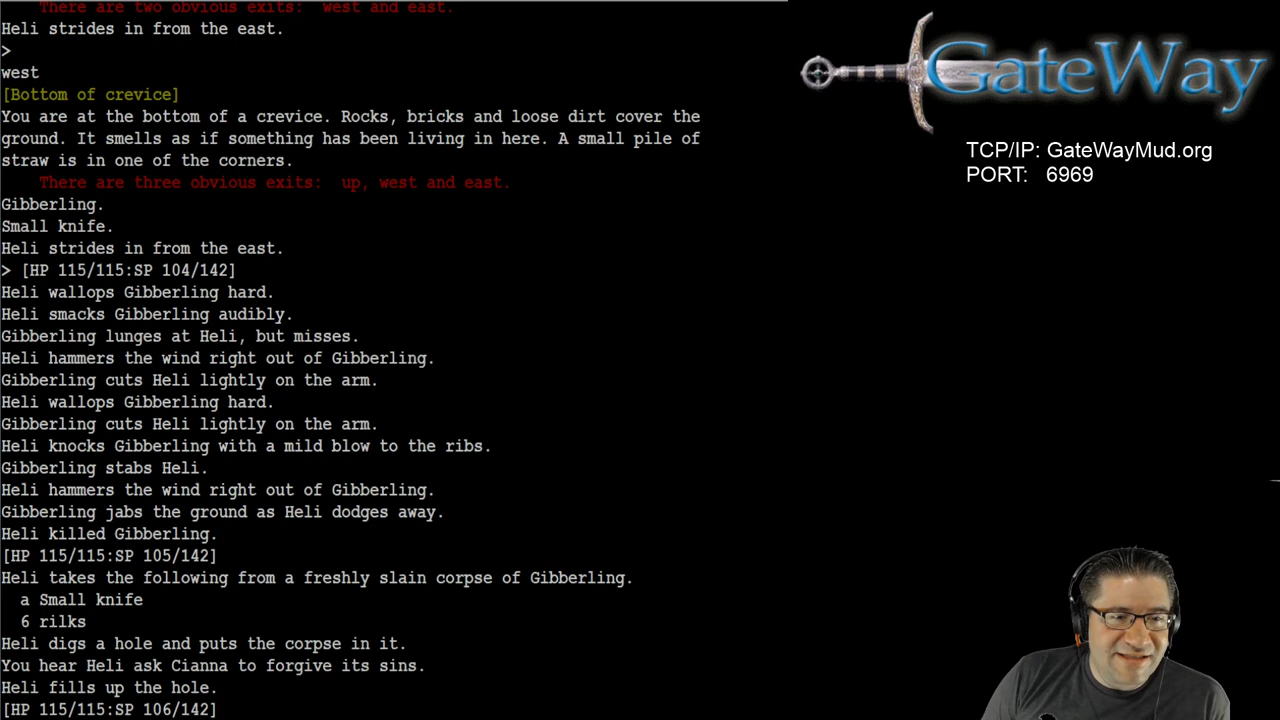 There are two obvious exits:  west and east.
Heli strides in from the east.
>
west
[Bottom of crevice]
You are at the bottom of a crevice. Rocks, bricks and loose dirt cover the
ground. It smells as if something has been living in here. A small pile of
straw is in one of the corners.
There are three obvious exits:  up, west and east.
Gibberling.
Small knife.
Heli strides in from the east.
> [HP 115/115:SP 104/142]
Heli wallops Gibberling hard.
Heli smacks Gibberling audibly.
Gibberling lunges at Heli, but misses.
Heli hammers the wind right out of Gibberling.
Gibberling cuts Heli lightly on the arm.
Heli wallops Gibberling hard.
Gibberling cuts Heli lightly on the arm.
Heli knocks Gibberling with a mild blow to the ribs.
Gibberling stabs Heli.
Heli hammers the wind right out of Gibberling.
Gibberling jabs the ground as Heli dodges away.
Heli killed Gibberling.
[HP 115/115:SP 105/142]
Heli takes the following from a freshly slain corpse of Gibberling.
a Small knife
6 rilks
Heli digs a hole and puts the corpse in it.
You hear Heli ask Cianna to forgive its sins.
Heli fills up the hole.
[HP 115/115:SP 106/142]
GateWay
TCP/IP: GateWayMud.org
PORT:   6969